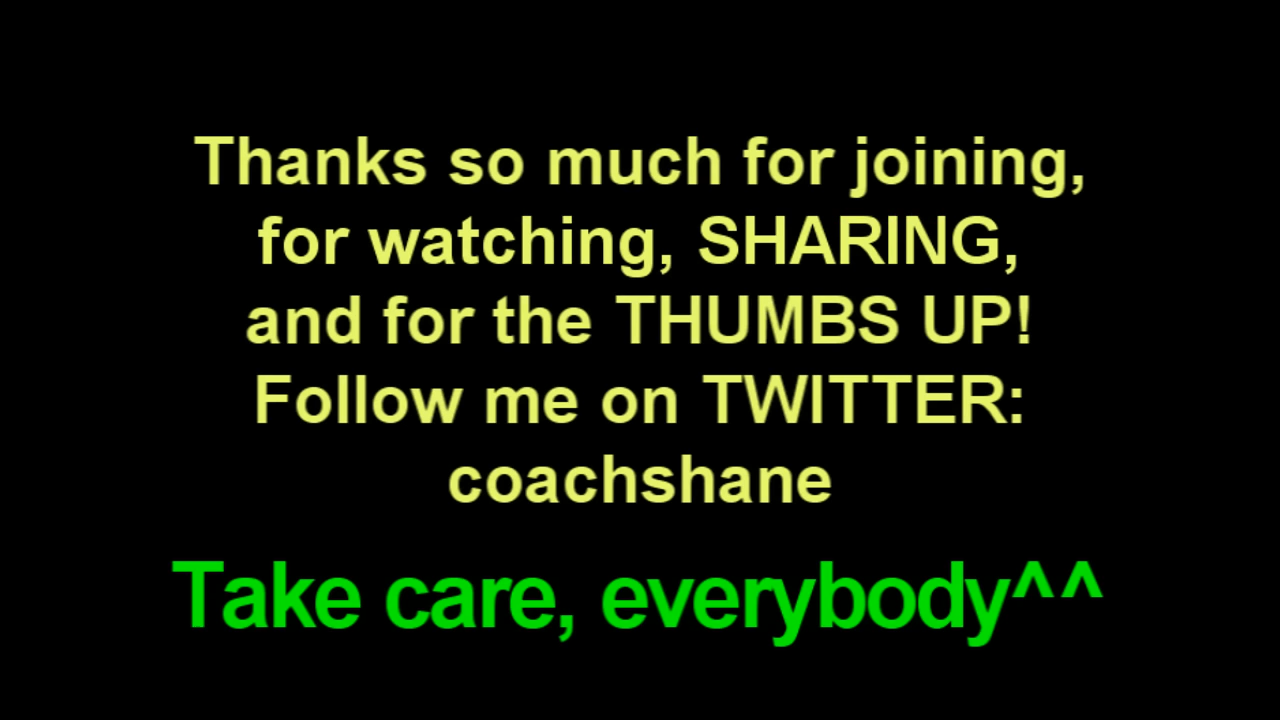 Thanks so much for joining,
for watching, SHARING,
and for the THUMBS UP!
Follow me on TWITTER:
coachshane
Take care, everybody^^